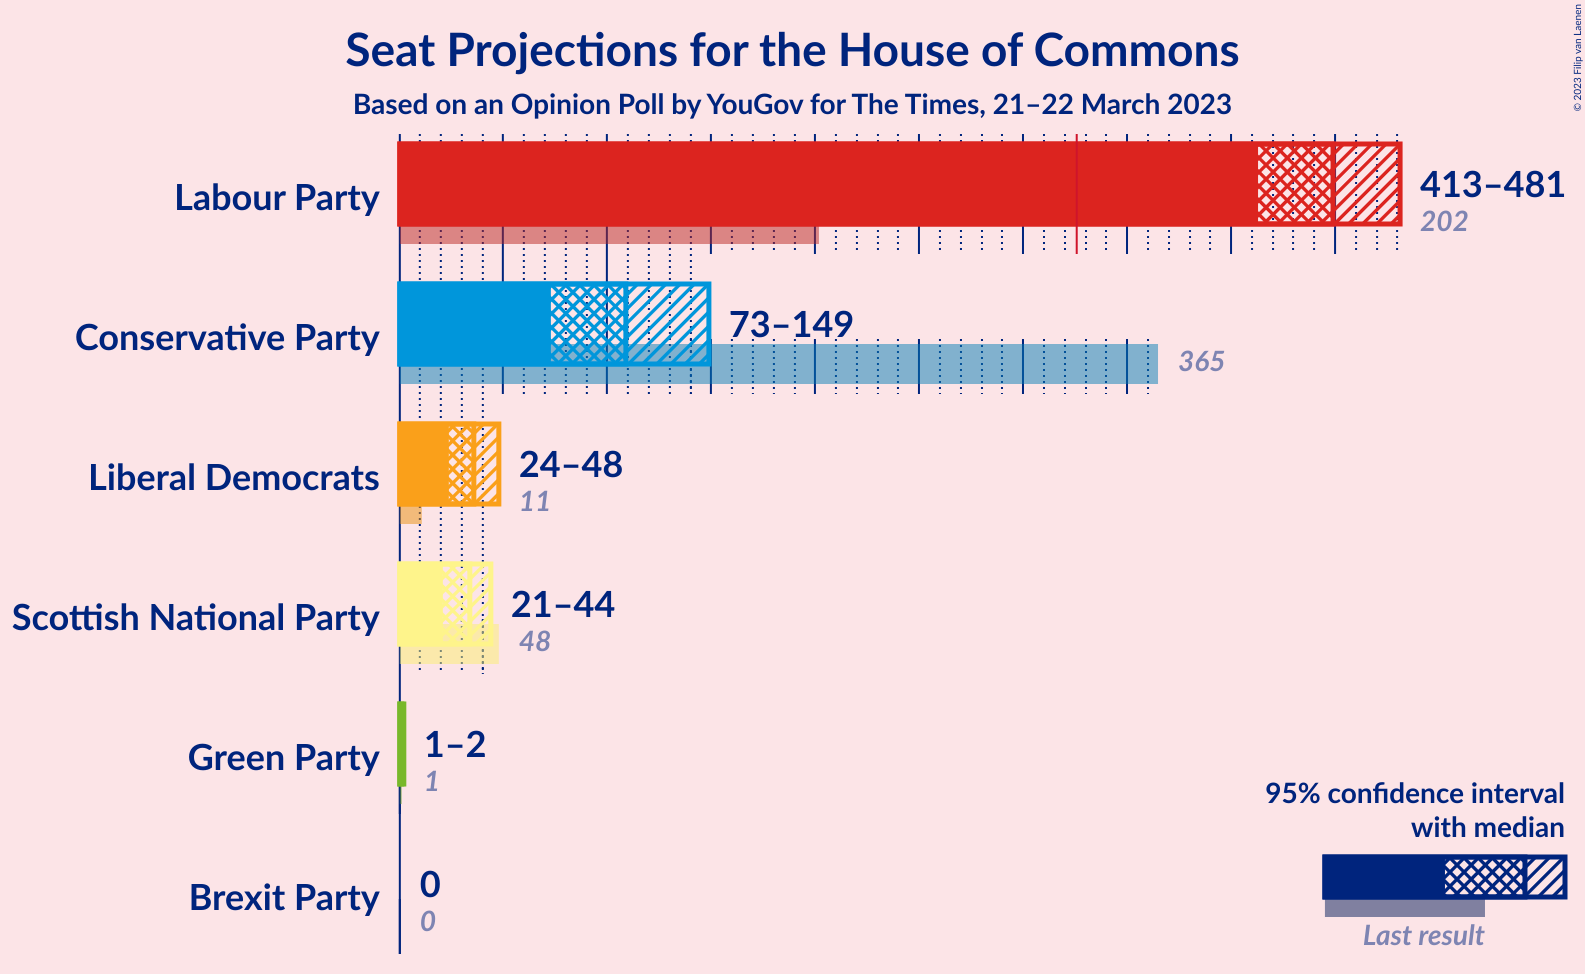 Seat Projections for the House of Commons
Based on an Opinion Poll by YouGov for The Times, 21–22 March 2023
© 2023 Filip van Laenen
Labour Party
413–481
202
Conservative Party
73–149
365
Liberal Democrats
24–48
11
Scottish National Party
21–44
48
Green Party
1–2
1
Brexit Party
0
0
95% confidence interval
with median
Last result